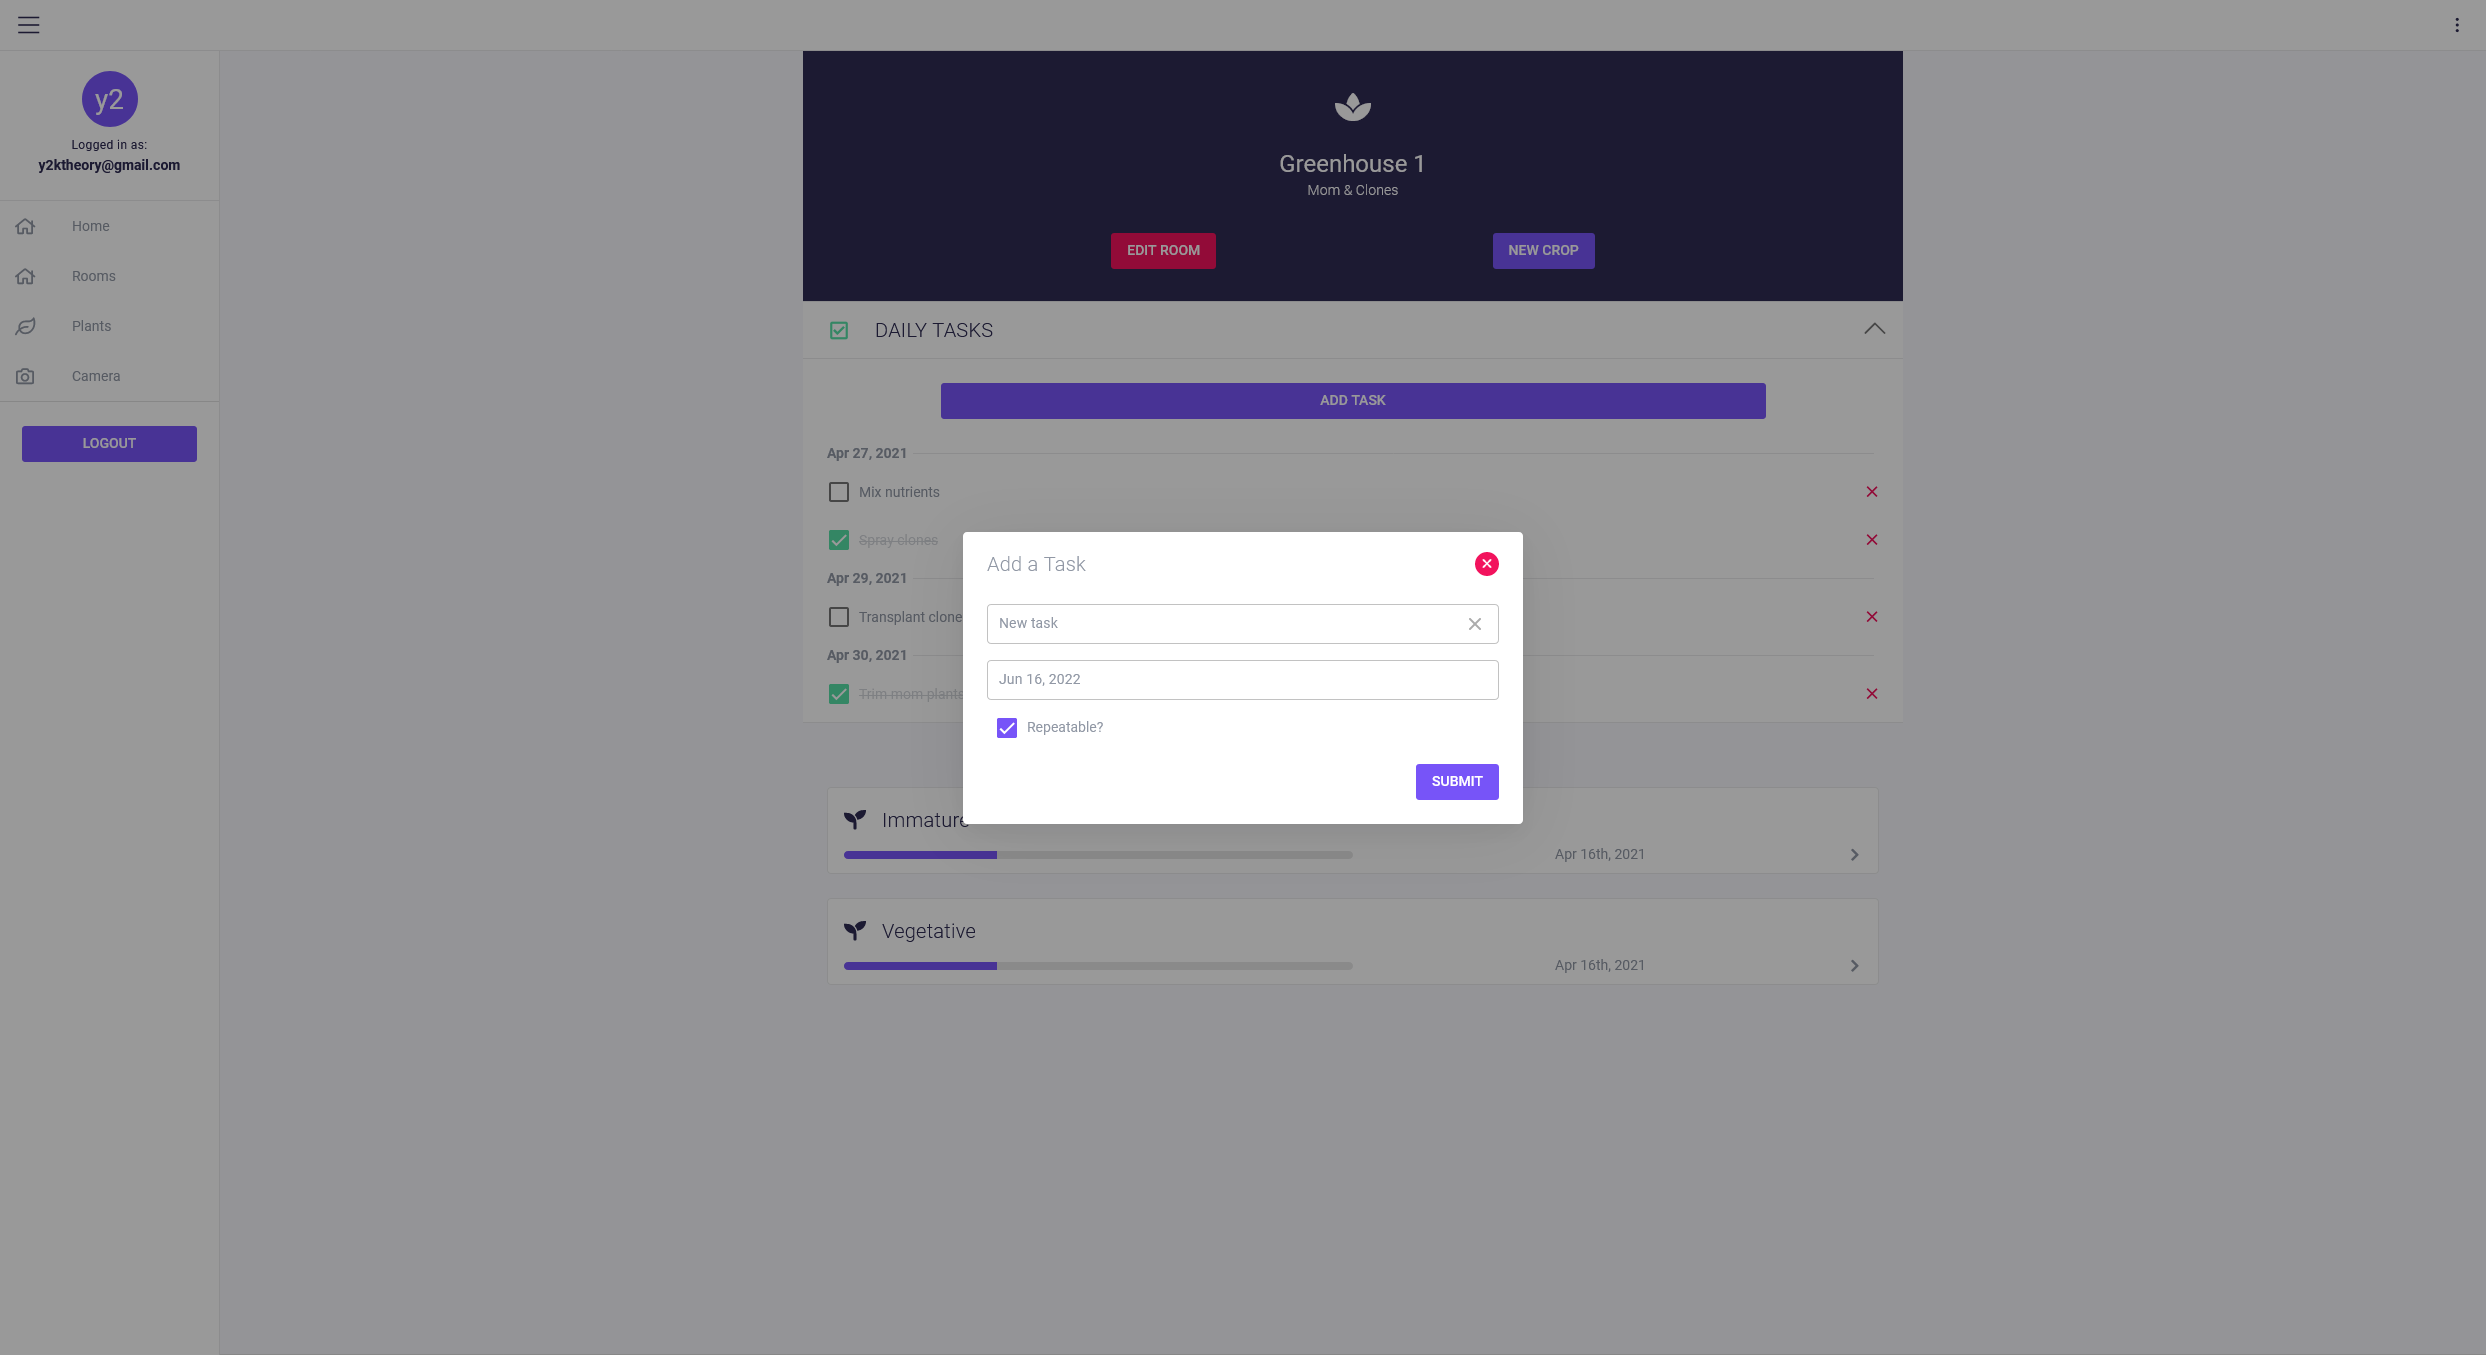 y2
Logged in as:
y2ktheory@gmail.com
Home
Rooms
Plants
Camera
LOGOUT
Greenhouse 1
Mom & Clones
EDIT ROOM
NEW CROP
DAILY TASKS
ADD TASK
Apr 27, 2021
Mix nutrients
Spray clones
Apr 29, 2021
Transplant clone
Apr 30, 2021
Trim mom plants
Add a Task
New task
Jun 16, 2022
Repeatable?
SUBMIT
Immature
Apr 16th, 2021
Vegetative
Apr 16th, 2021